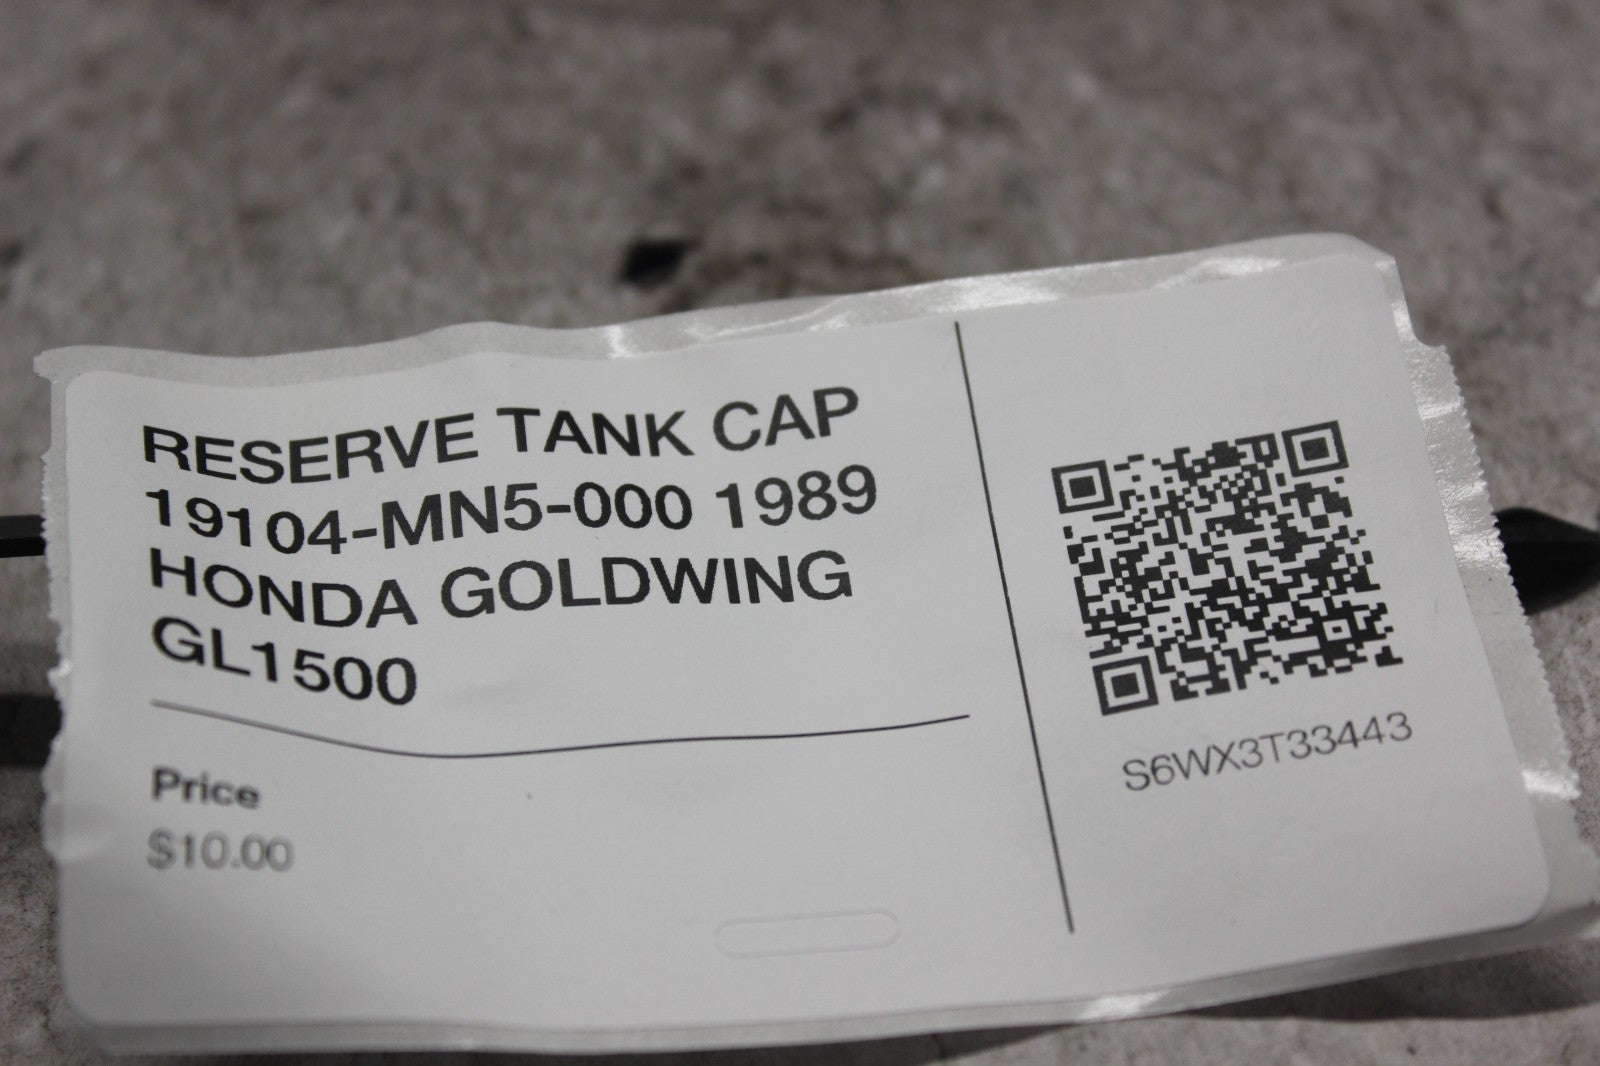 RESERVE TANK CAP
19104-MN5-000 1989
HONDA GOLDWING
GL1500
Price
$10.00
S6WX3T33443